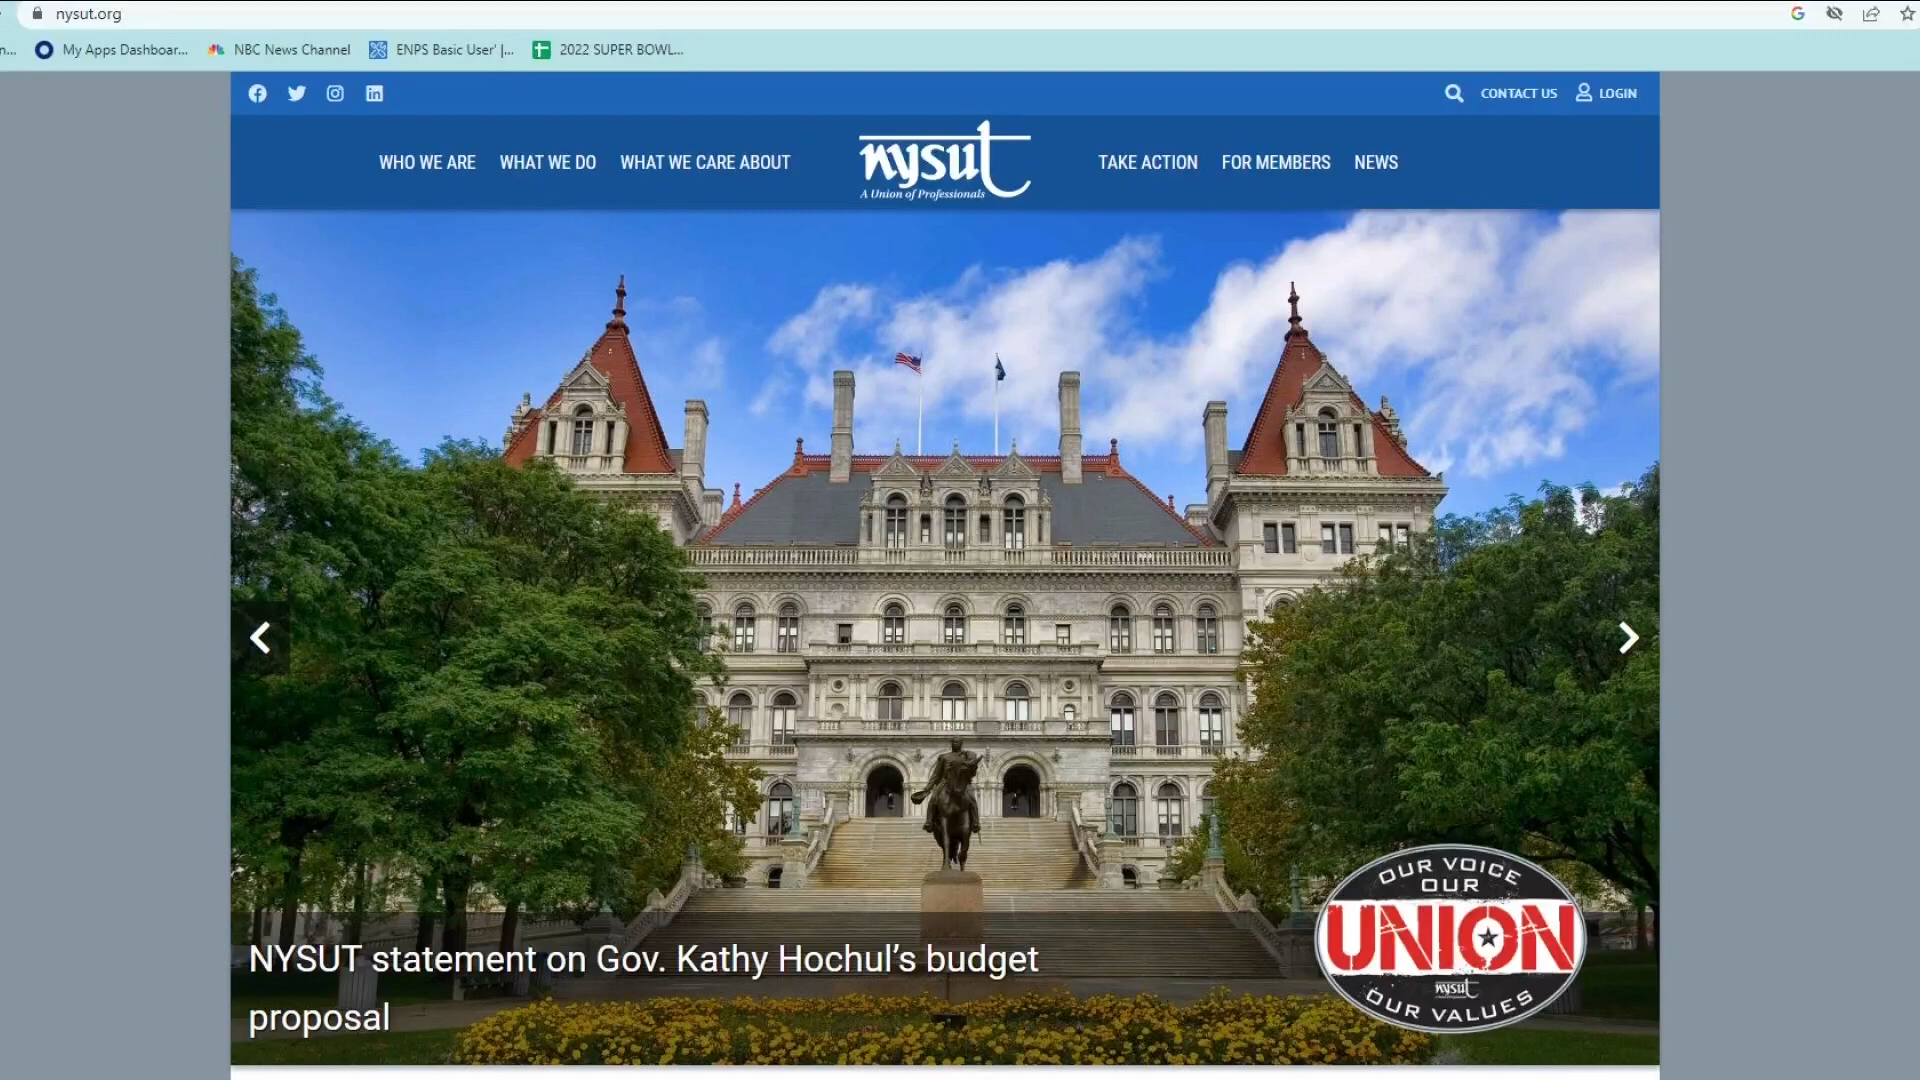 nysut.org
n...
My Apps Dashboar...
NBC News Channel
ENPS Basic User' |...
2022 SUPER BOWL...
CONTACT US
LOGIN
WHO WE ARE
WHAT WE DO
WHAT WE CARE ABOUT
nysut
A Union of Professionals
TAKE ACTION
FOR MEMBERS
NEWS
OUR VOICE
OUR
UNION
nysut
OUR VALUES
NYSUT statement on Gov. Kathy Hochul’s budget
proposal